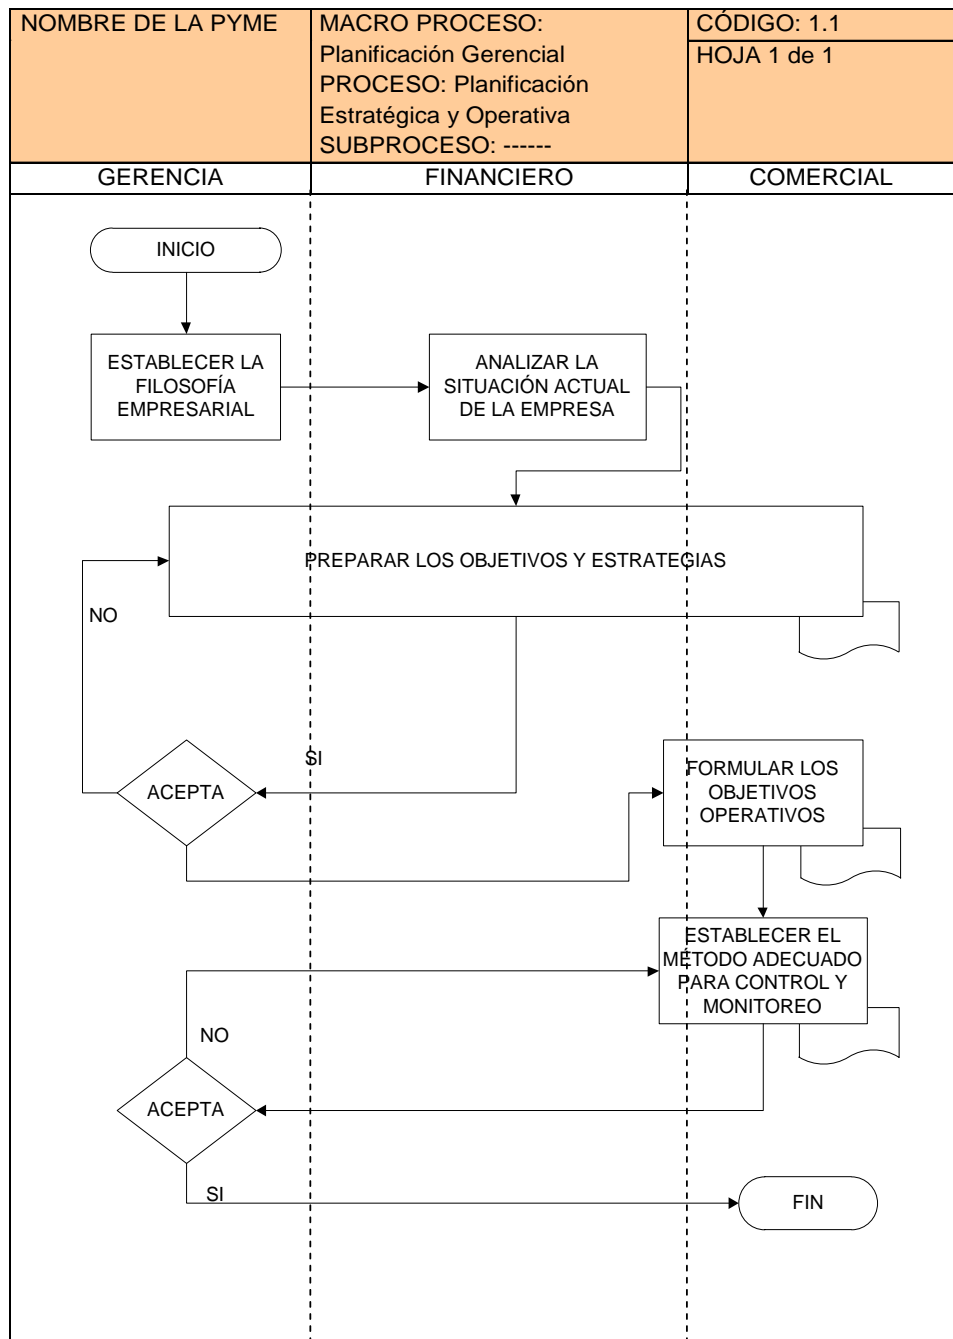 NOMBRE DE LA PYME
MACRO PROCESO:
Planificación Gerencial
PROCESO: Planificación
Estratégica y Operativa
SUBPROCESO: ------
CÓDIGO: 1.1
HOJA 1 de 1
GERENCIA
FINANCIERO
COMERCIAL
INICIO
ESTABLECER LA
FILOSOFÍA
EMPRESARIAL
ANALIZAR LA
SITUACIÓN ACTUAL
DE LA EMPRESA
PREPARAR LOS OBJETIVOS Y ESTRATEGIAS
NO
SI
ACEPTA
FORMULAR LOS
OBJETIVOS
OPERATIVOS
ESTABLECER EL
MÉTODO ADECUADO
PARA CONTROL Y
MONITOREO
NO
ACEPTA
SI
FIN